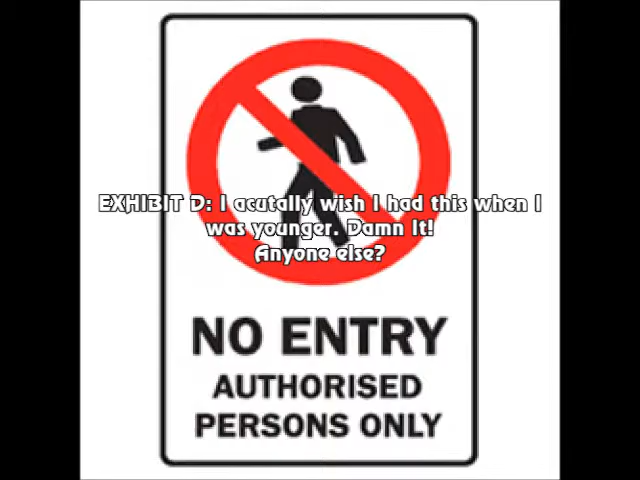 EXHIBIT D: I acutally wish I had this when I
was younger. Damn It!
Anyone else?
NO ENTRY
AUTHORISED
PERSONS ONLY